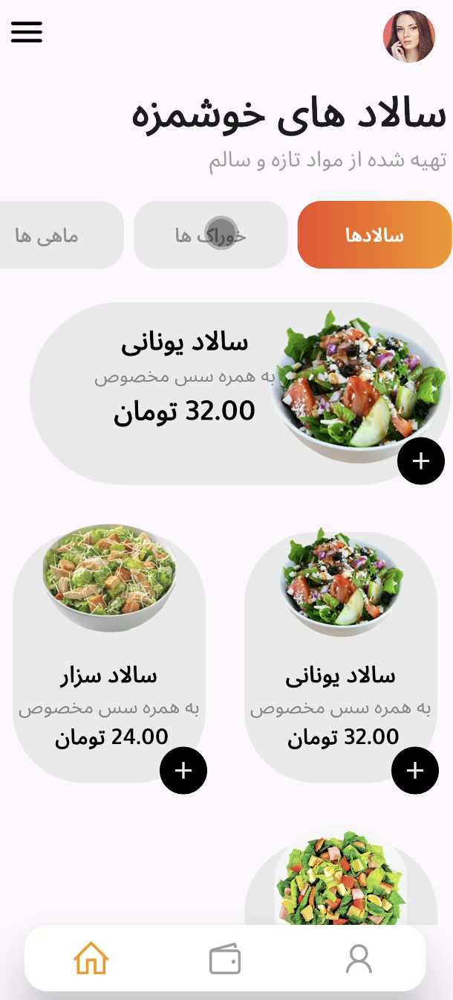 سالاد های خوشمزه
تهیه شده از مواد تازه و سالم
سالادها
خوراک ها
ماهی ها
سالاد یونانی
به همره سس مخصوص
32.00 تومان
سالاد یونانی
به همره سس مخصوص
32.00 تومان
سالاد سزار
به همره سس مخصوص
24.00 تومان